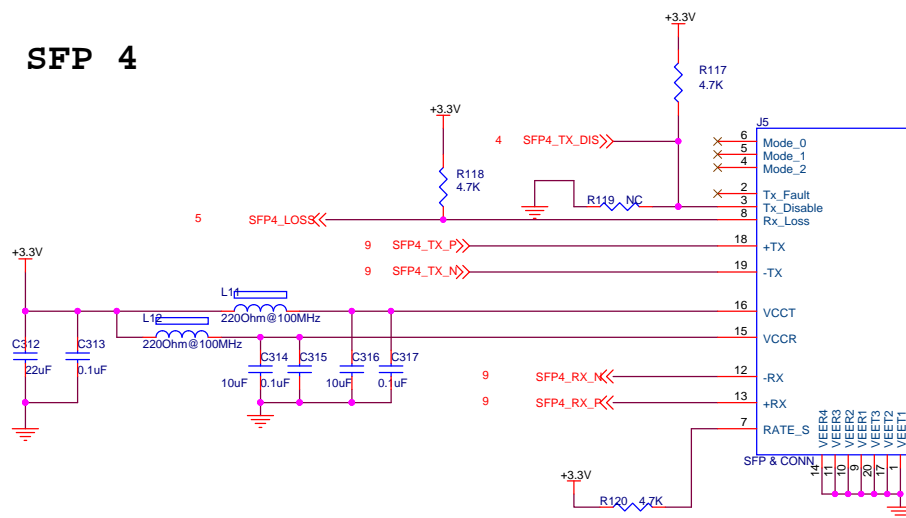 +3.3V
SFP 4
R117
4.7K
+3.3V
J5
4 SFP4_TX_DIS
6 Mode_0
5 Mode_1
4 Mode_2
R118
4.7K
2 Tx_Fault
R119 NC
3 Tx_Disable
5 SFP4_LOSS
8 Rx_Loss
9 SFP4_TX_P
18 +TX
+3.3V
9 SFP4_TX_N
19 -TX
L11
220Ohm@100MHz
16 VCCT
L12
220Ohm@100MHz
15 VCCR
C312
22uF
C313
0.1uF
C314
10uF
C315
0.1uF
C316
10uF
C317
0.1uF
9 SFP4_RX_N
12 -RX
9 SFP4_RX_P
13 +RX
7 RATE_S
VEER4
VEER3
VEER2
VEER1
VEET3
VEET2
VEET1
SFP & CONN
14
11
10
9
20
17
1
+3.3V
R120 4.7K